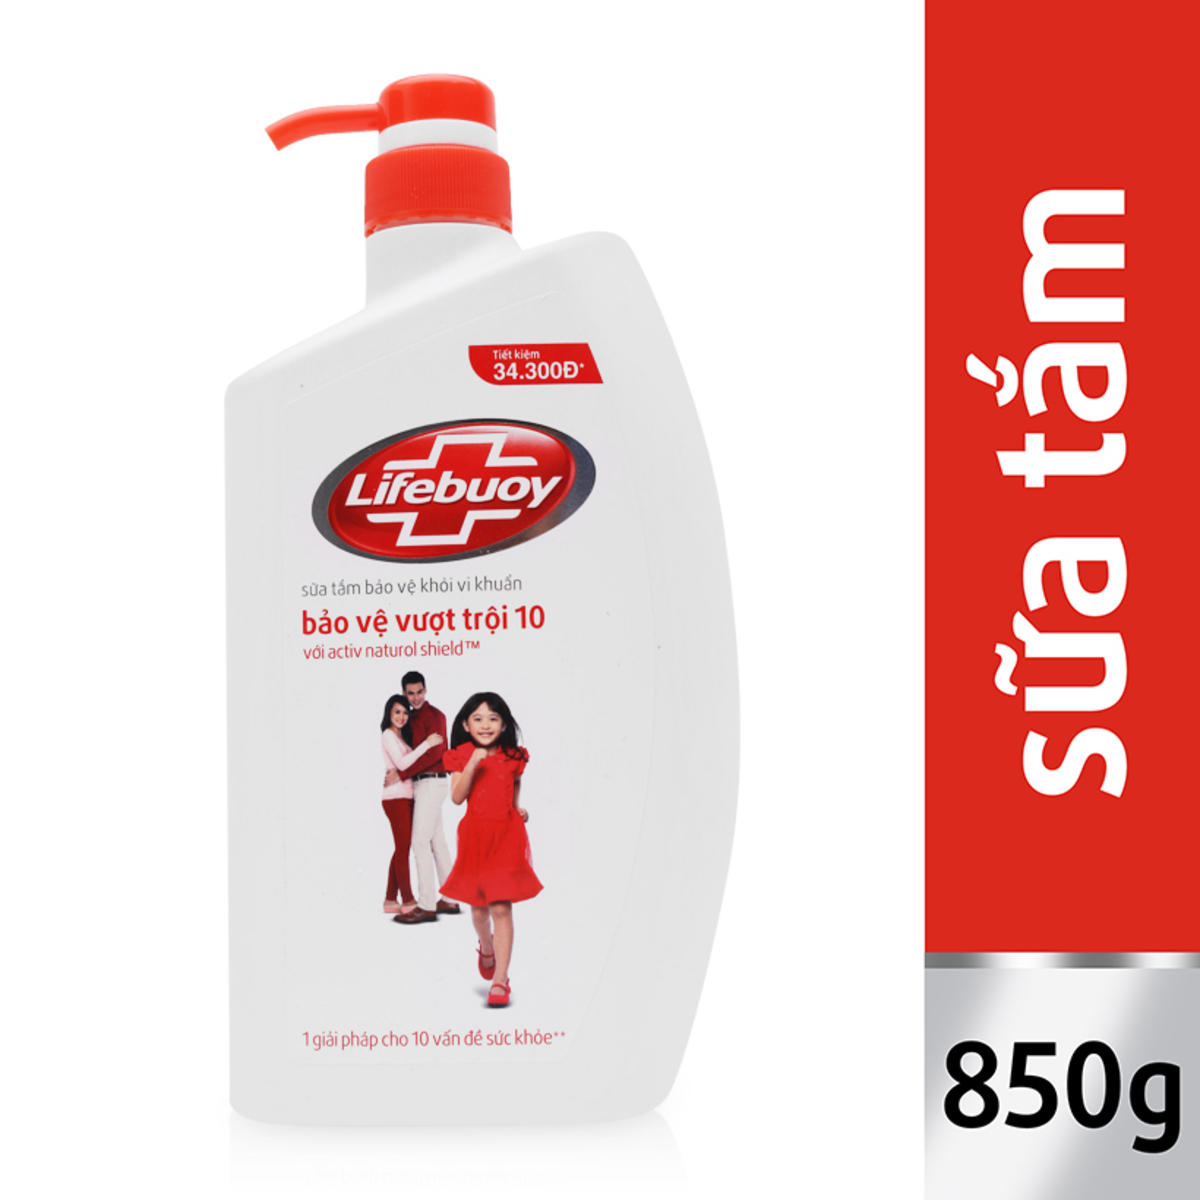 Tiết kiệm
34.300Đ*
Lifebuoy
sữa tắm bảo vệ khỏi vi khuẩn
bảo vệ vượt trội 10
với activ naturol shield™
1 giải pháp cho 10 vấn đề sức khỏe**
sữa tắm
850g